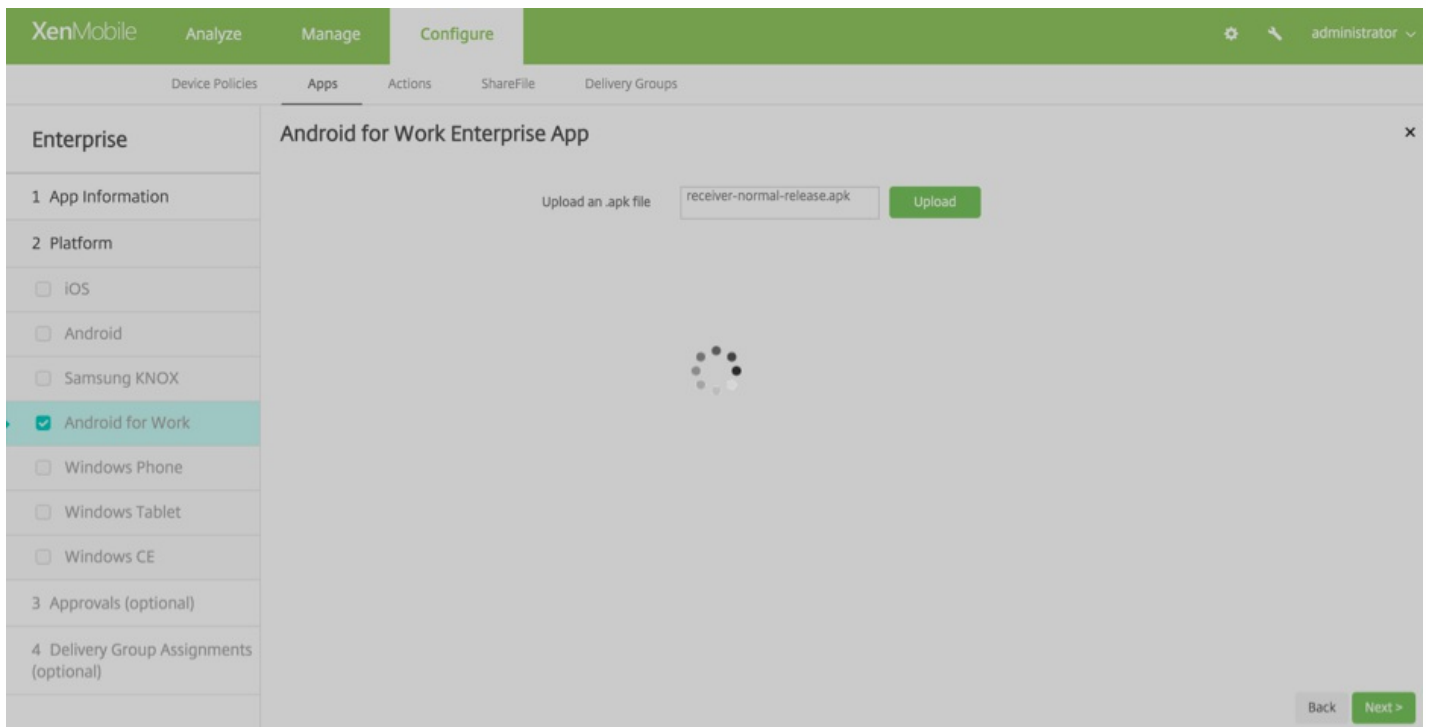 XenMobile Analyze Manage Configure administrator
Device Policies Apps Actions ShareFile Delivery Groups
Enterprise
Android for Work Enterprise App
1 App Information
Upload an .apk file receiver-normal-release.apk Upload
2 Platform
iOS
Android
Samsung KNOX
Android for Work
Windows Phone
Windows Tablet
Windows CE
3 Approvals (optional)
4 Delivery Group Assignments
(optional)
Back Next >